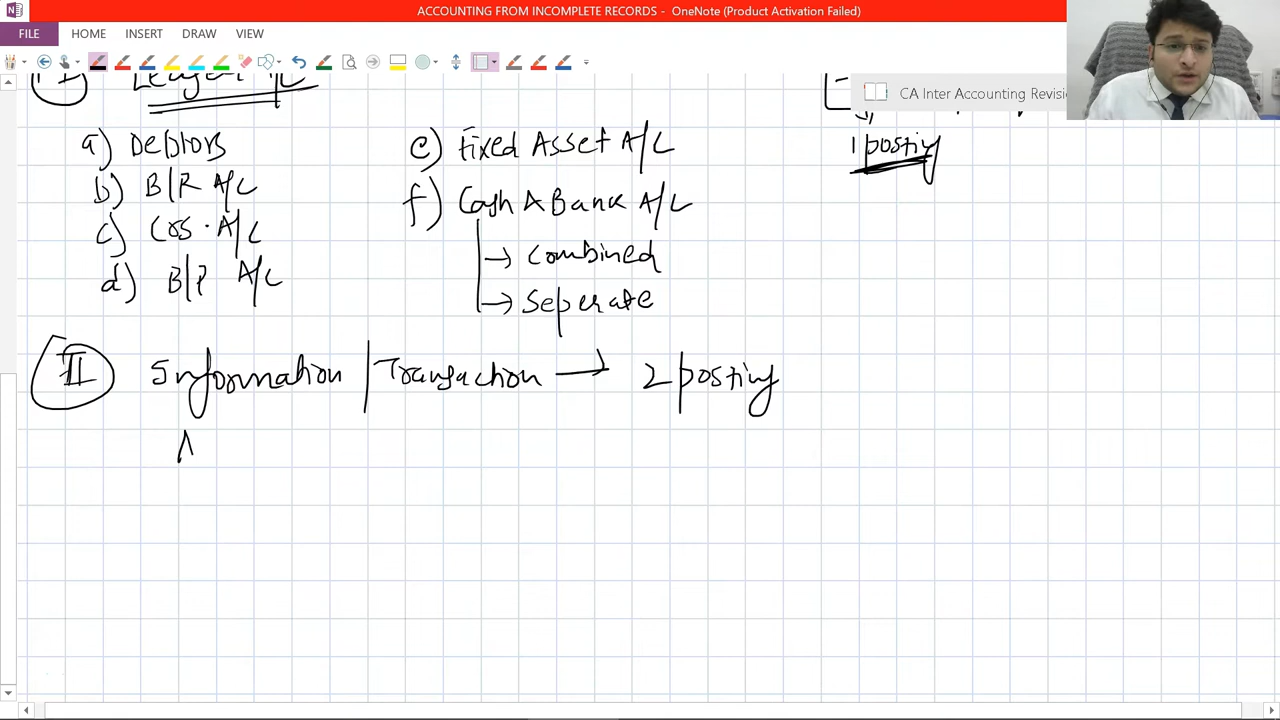 ACCOUNTING FROM INCOMPLETE RECORDS - OneNote (Product Activation Failed)
FILE HOME INSERT DRAW VIEW
CA Inter Accounting Revisi
1 posting
a) Debtors
b) B/R A/C
c) Crs. A/C
d) B/P A/C
e) Fixed Asset A/C
f) Cash & Bank A/C
→ Combined
→ Seperate
II Information / Transaction → 2 posting